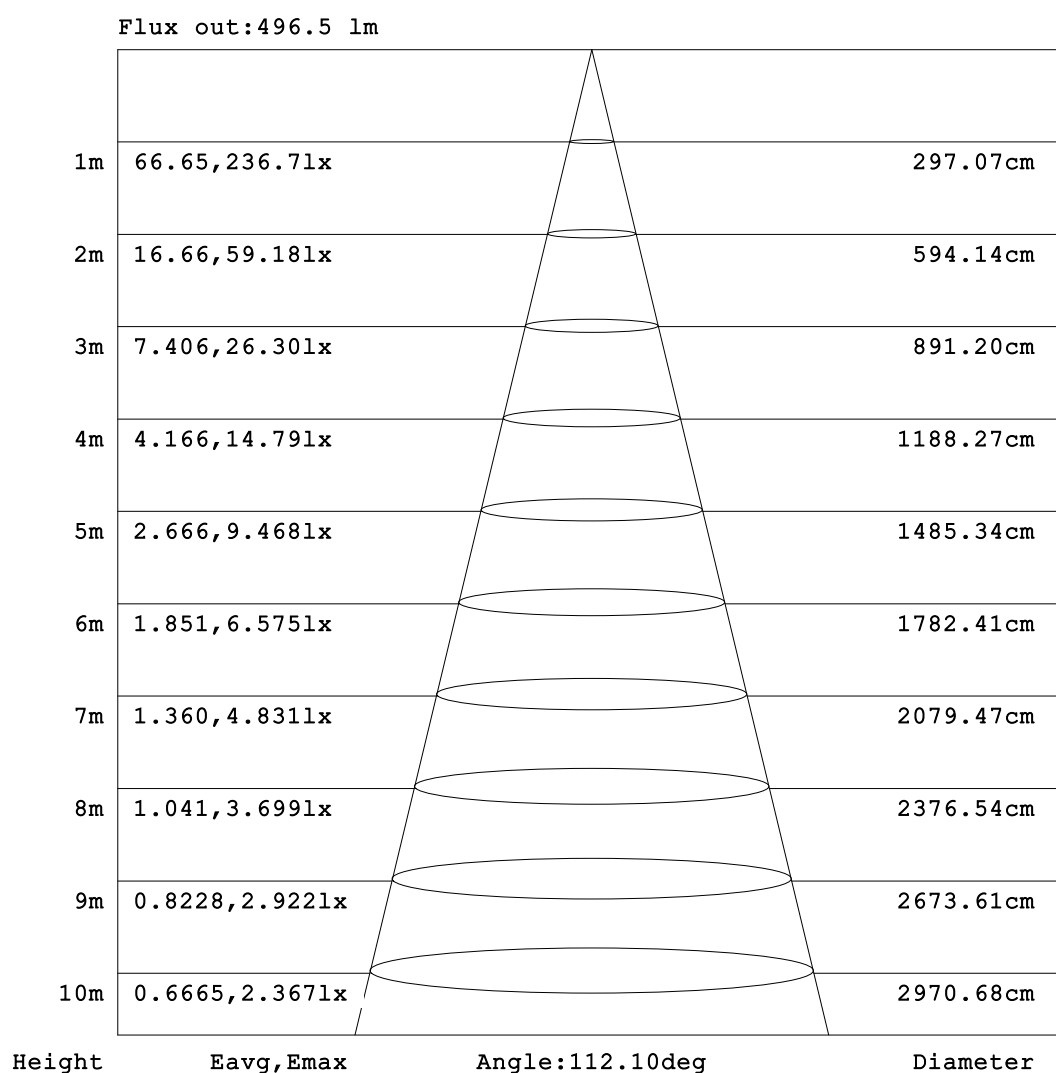 Flux out:496.5 lm
1m 66.65,236.7lx 297.07cm
2m 16.66,59.18lx 594.14cm
3m 7.406,26.30lx 891.20cm
4m 4.166,14.79lx 1188.27cm
5m 2.666,9.468lx 1485.34cm
6m 1.851,6.575lx 1782.41cm
7m 1.360,4.831lx 2079.47cm
8m 1.041,3.699lx 2376.54cm
9m 0.8228,2.922lx 2673.61cm
10m 0.6665,2.367lx 2970.68cm
Height Eavg,Emax Angle:112.10deg Diameter